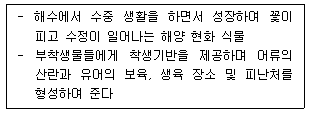 - 해수에서 수중 생활을 하면서 성장하여 꽃이
피고 수정이 일어나는 해양 현화 식물
- 부착생물들에게 착생기반을 제공하며 어류의
산란과 유어의 보육, 생육 장소 및 피난처를
형성하여 준다